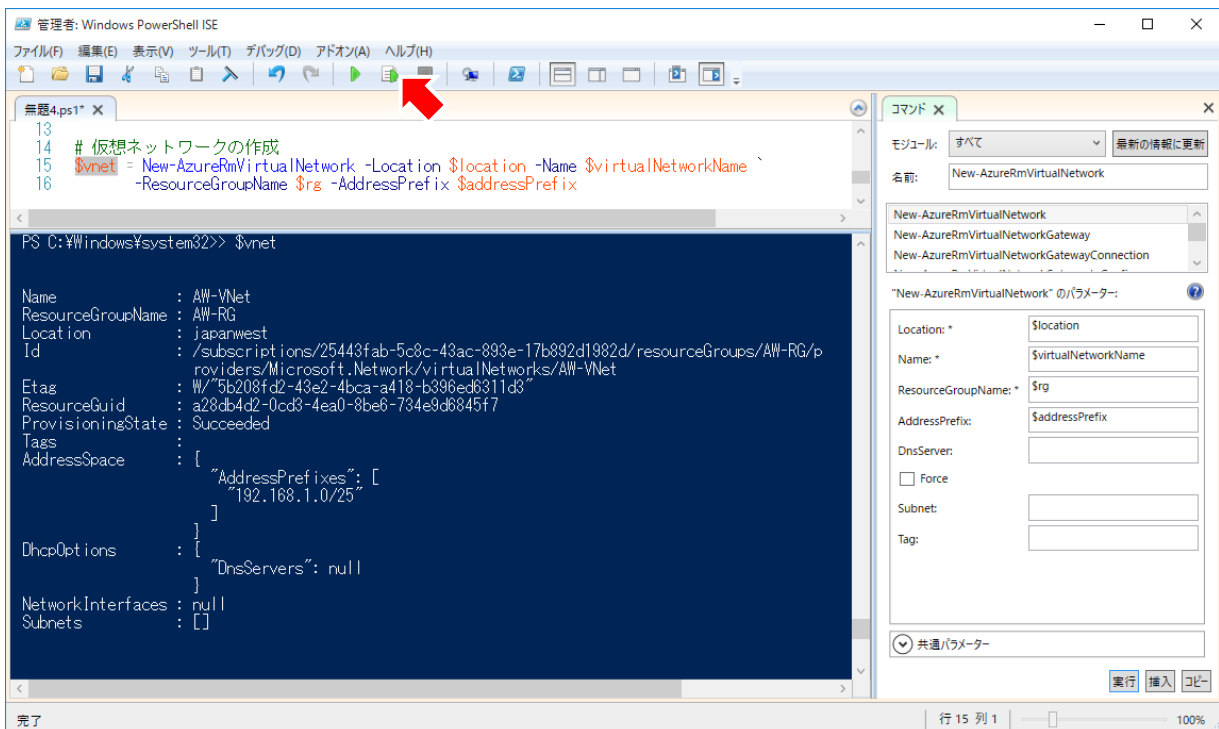 管理者: Windows PowerShell ISE
ファイル(F) 編集(E) 表示(V) ツール(T) デバッグ(D) アドオン(A) ヘルプ(H)
無題4.ps1* X
13
14 # 仮想ネットワークの作成
15 $vnet = New-AzureRmVirtualNetwork -Location $location -Name $virtualNetworkName `
16 -ResourceGroupName $rg -AddressPrefix $addressPrefix
PS C:¥Windows¥system32>> $vnet
Name : AW-VNet
ResourceGroupName : AW-RG
Location : japanwest
Id : /subscriptions/25443fab-5c8c-43ac-893e-17b892d1982d/resourceGroups/AW-RG/p
roviders/Microsoft.Network/virtualNetworks/AW-VNet
Etag : W/"5b208fd2-43e2-4bca-a418-b396ed6311d3"
ResourceGuid : a28db4d2-0cd3-4ea0-8be6-734e9d6845f7
ProvisioningState : Succeeded
Tags :
AddressSpace : {
"AddressPrefixes": [
"192.168.1.0/25"
]
}
DhcpOptions : {
"DnsServers": null
}
NetworkInterfaces : null
Subnets : []
コマンド X
モジュール: すべて 最新の情報に更新
名前: New-AzureRmVirtualNetwork
New-AzureRmVirtualNetwork
New-AzureRmVirtualNetworkGateway
New-AzureRmVirtualNetworkGatewayConnection
"New-AzureRmVirtualNetwork" のパラメーター:
Location: * $location
Name: * $virtualNetworkName
ResourceGroupName: * $rg
AddressPrefix: $addressPrefix
DnsServer:
Force
Subnet:
Tag:
共通パラメーター
実行 挿入 コピー
完了 行 15 列 1 100%